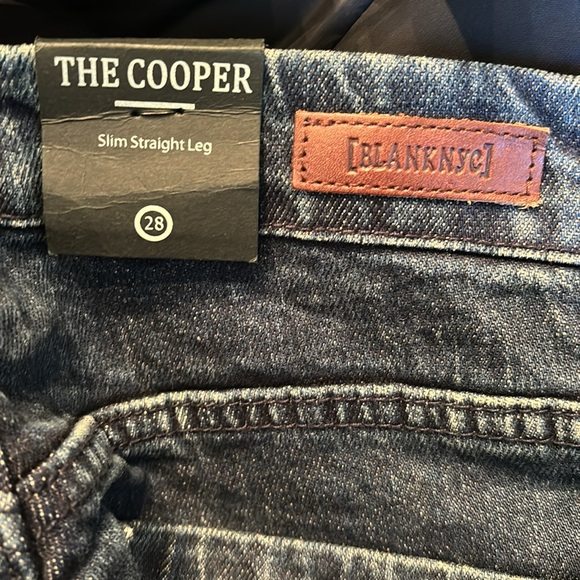 THE COOPER
Slim Straight Leg
28
[BLANKNYC]